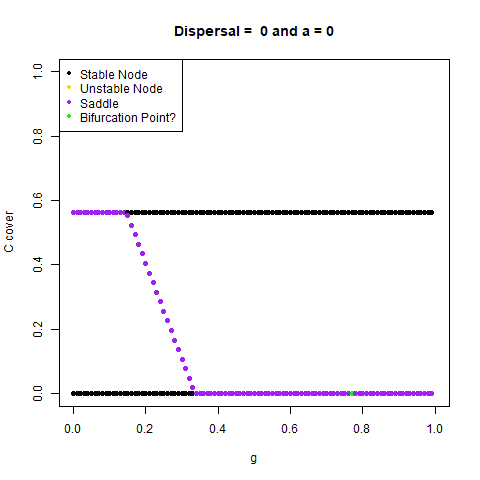 Dispersal =  0 and a = 0
Stable Node
Unstable Node
Saddle
Bifurcation Point?
C cover
1.0
0.8
0.6
0.4
0.2
0.0
0.0 0.2 0.4 0.6 0.8 1.0
g